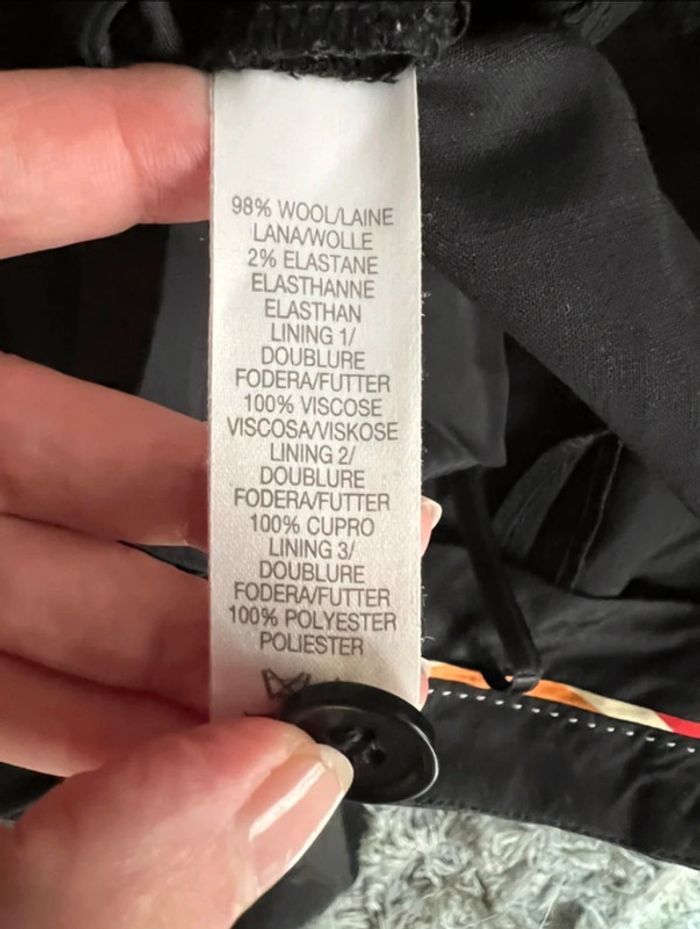 98% WOOL/LAINE
LANA/WOLLE
2% ELASTANE
ELASTHANNE
ELASTHAN
LINING 1/
DOUBLURE
FODERA/FUTTER
100% VISCOSE
VISCOSA/VISKOSE
LINING 2/
DOUBLURE
FODERA/FUTTER
100% CUPRO
LINING 3/
DOUBLURE
FODERA/FUTTER
100% POLYESTER
POLIESTER